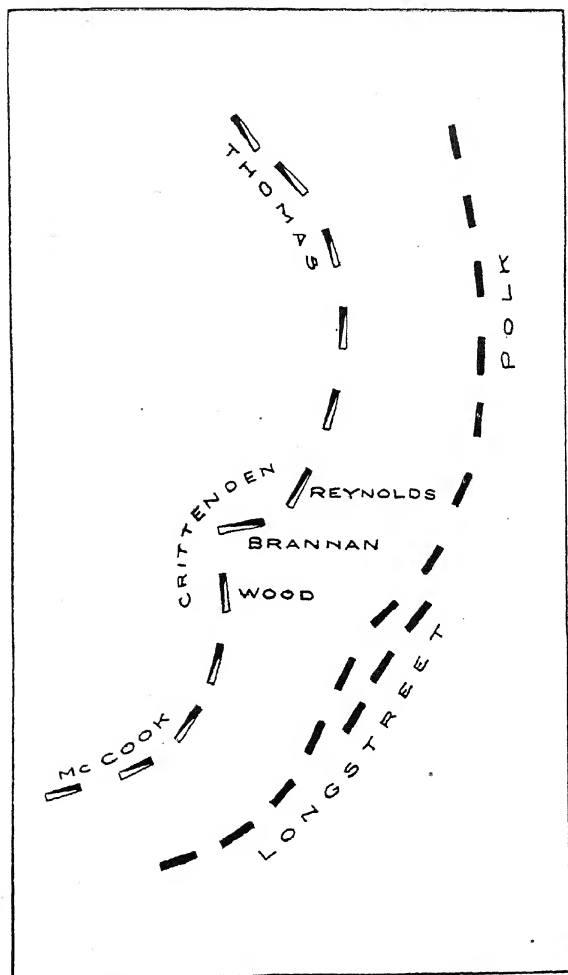 THOMAS
POLK
CRITTENDEN
REYNOLDS
BRANNAN
WOOD
McCOOK
LONGSTREET